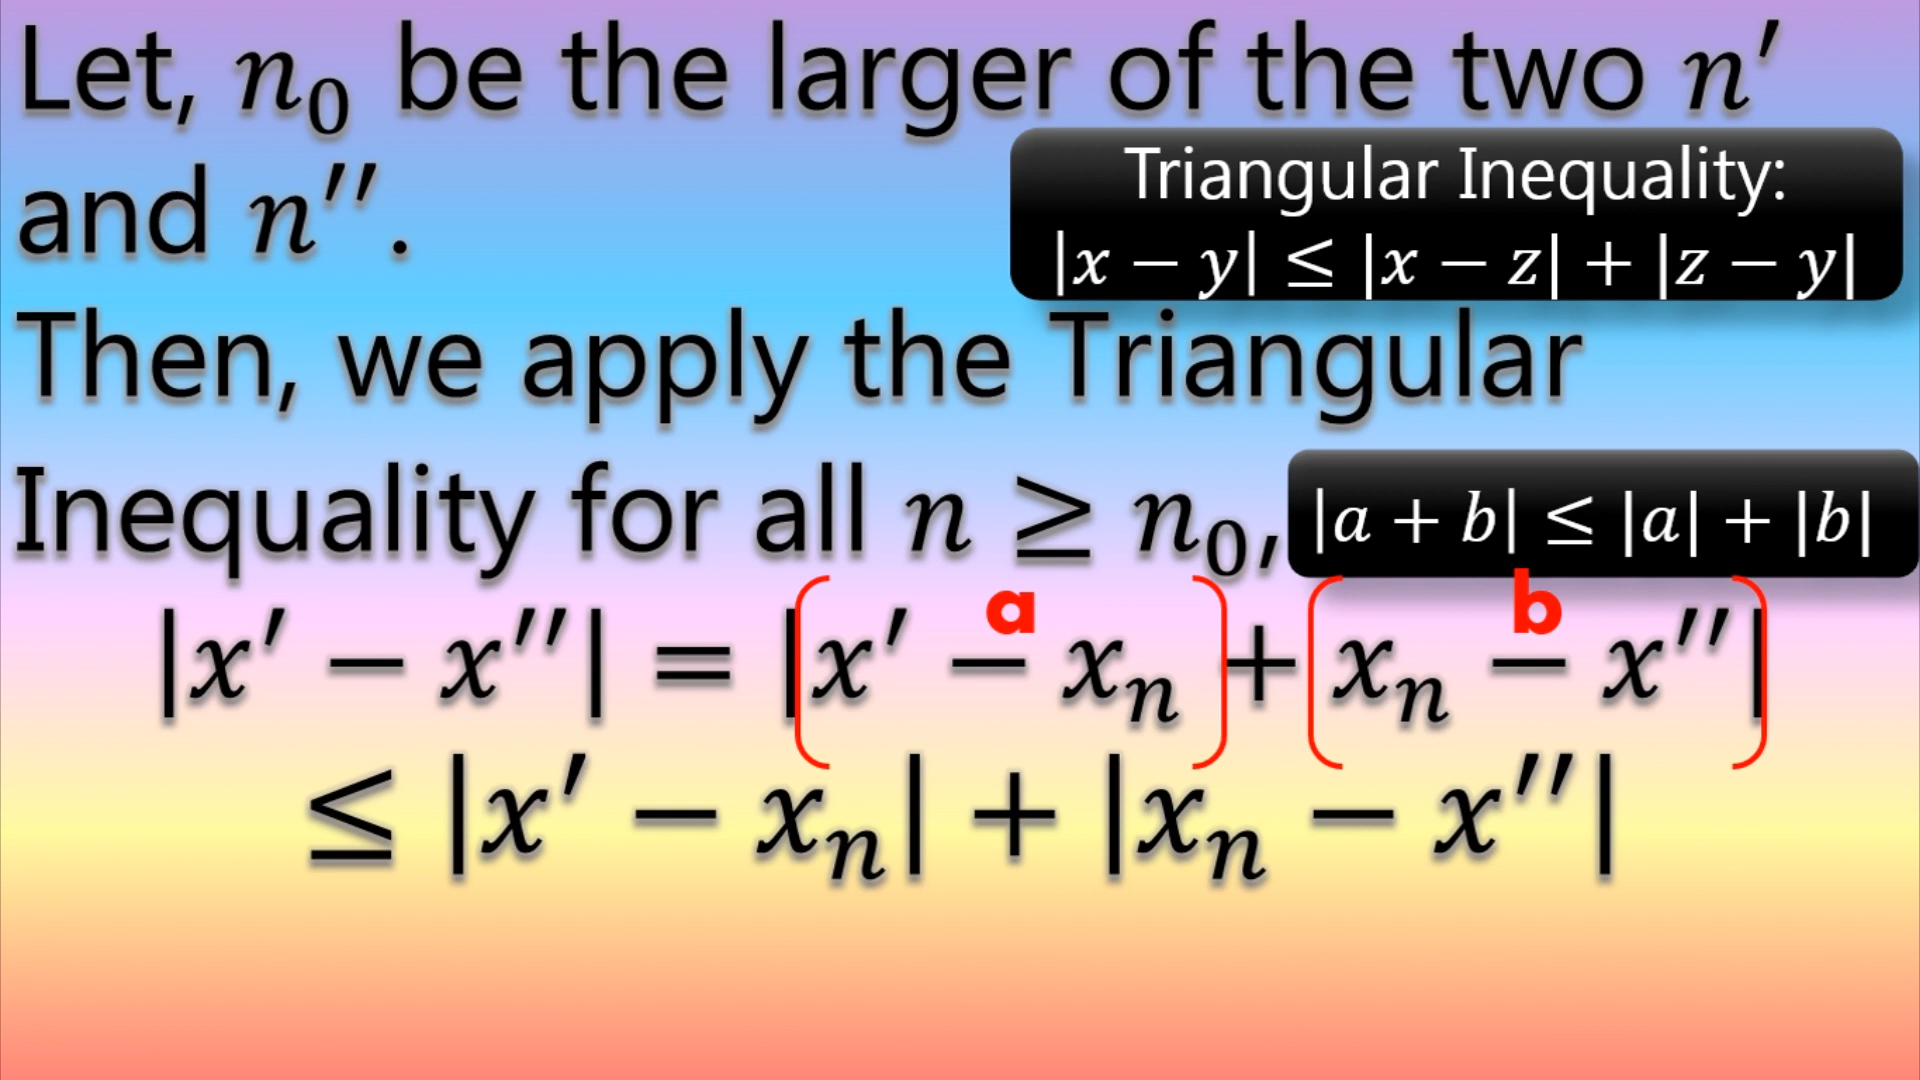 Let, n₀ be the larger of the two n′
and n″.
Triangular Inequality:
|x − y| ≤ |x − z| + |z − y|
Then, we apply the Triangular
Inequality for all n ≥ n₀,
|a + b| ≤ |a| + |b|
a b
|x′ − x″| = |x′ − xₙ + xₙ − x″|
≤ |x′ − xₙ| + |xₙ − x″|